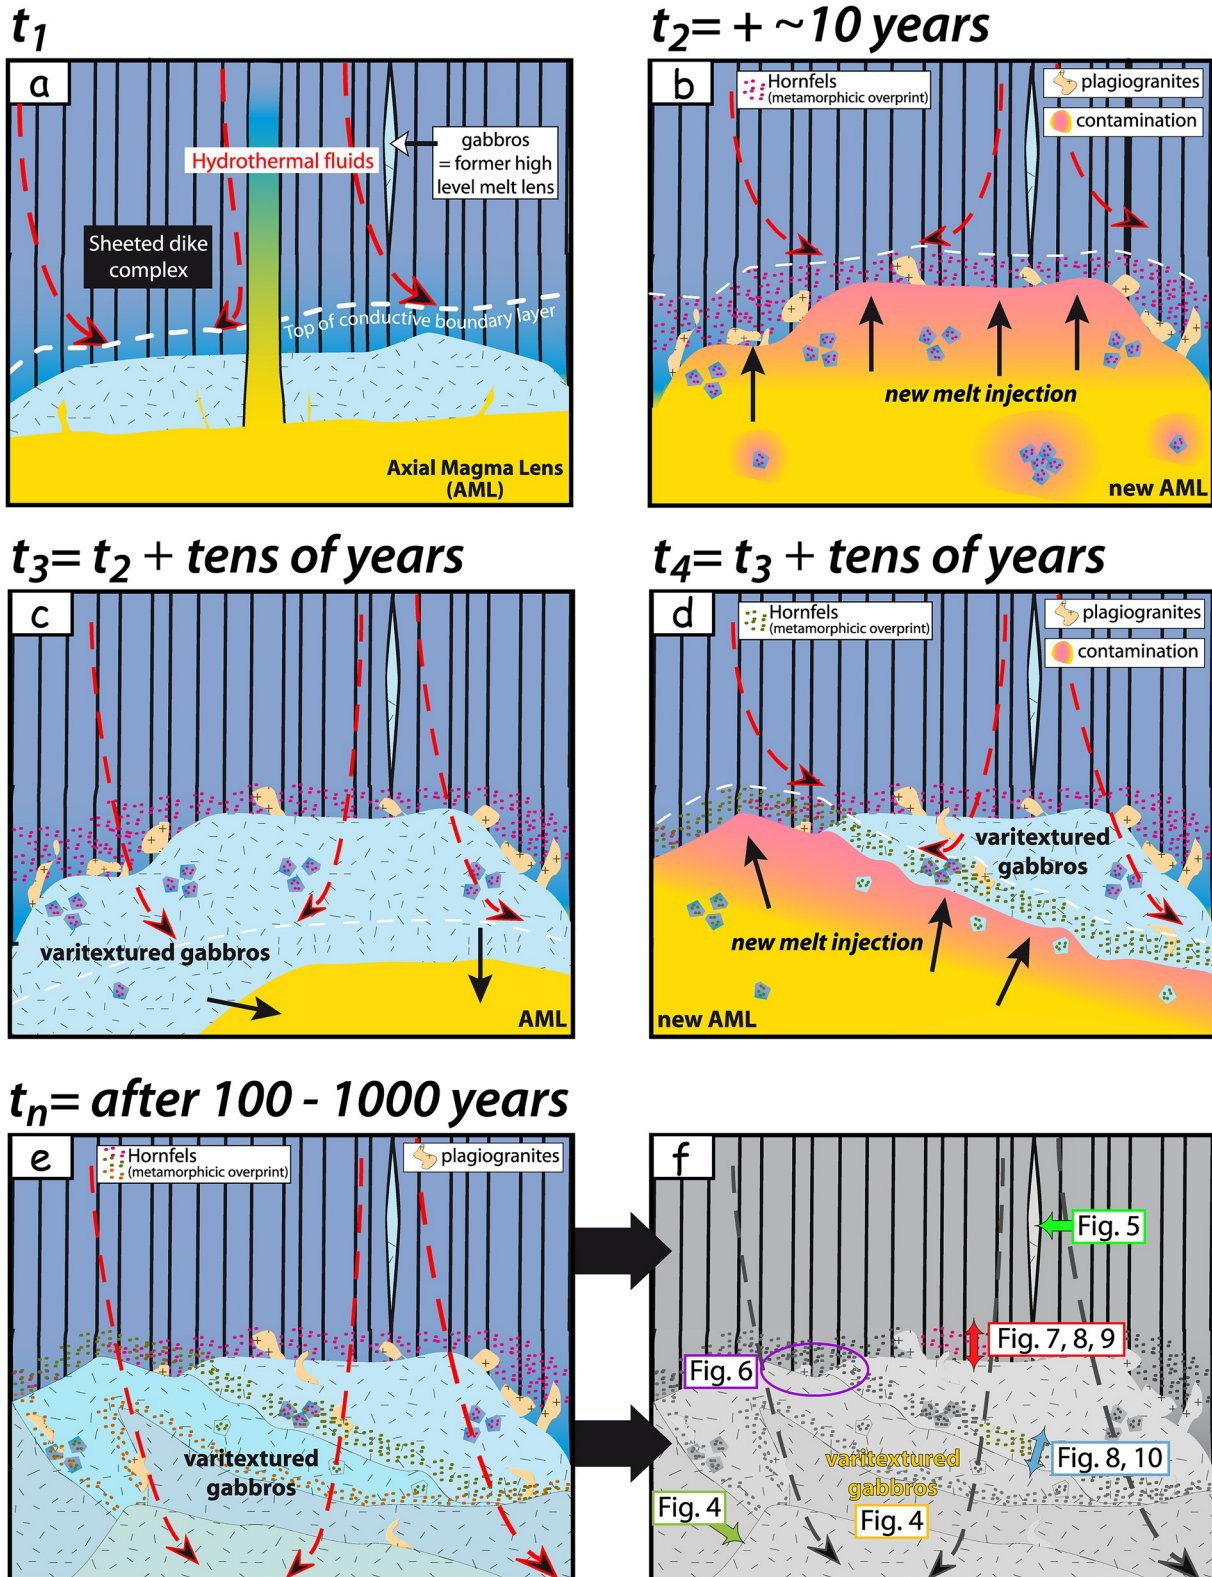 t1
t2= + ~10 years
a
gabbros
= former high
level melt lens
Hydrothermal fluids
Sheeted dike
complex
Top of conductive boundary layer
Axial Magma Lens
(AML)
b
Hornfels
(metamorphicic overprint)
plagiogranites
contamination
new melt injection
new AML
t3= t2 + tens of years
t4= t3 + tens of years
c
varitextured gabbros
AML
d
Hornfels
(metamorphicic overprint)
plagiogranites
contamination
varitextured
gabbros
new melt injection
new AML
tn= after 100 - 1000 years
e
Hornfels
(metamorphicic overprint)
plagiogranites
varitextured
gabbros
f
Fig. 5
Fig. 7, 8, 9
Fig. 6
varitextured
gabbros
Fig. 8, 10
Fig. 4
Fig. 4